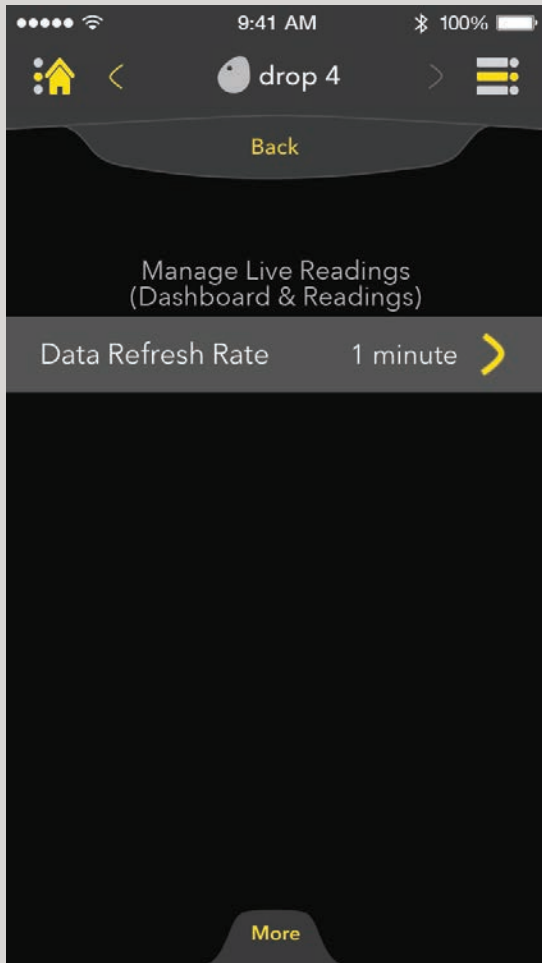 9:41 AM
100%
drop 4
Back
Manage Live Readings
(Dashboard & Readings)
Data Refresh Rate 1 minute
More